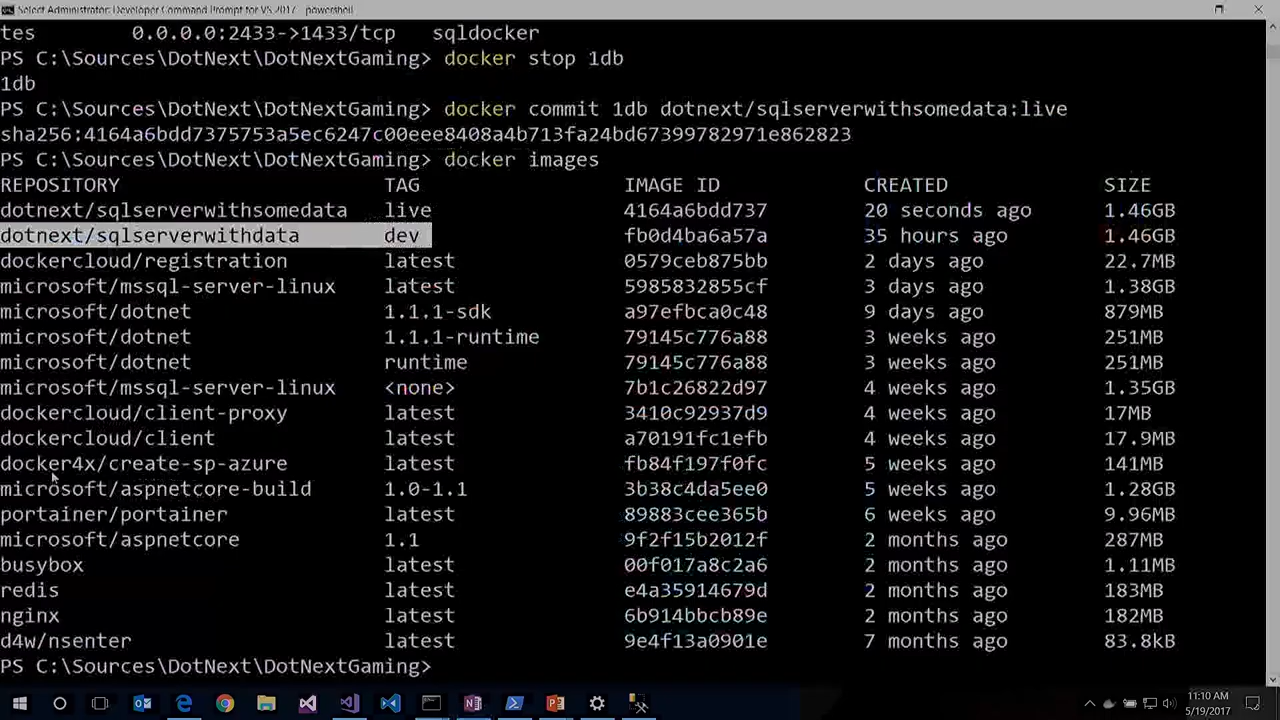 Select Administrator: Developer Command Prompt for VS 2017 - powershell
tes 0.0.0.0:2433->1433/tcp sqldocker
PS C:\Sources\DotNext\DotNextGaming> docker stop 1db
1db
PS C:\Sources\DotNext\DotNextGaming> docker commit 1db dotnext/sqlserverwithsomedata:live
sha256:4164a6bdd7375753a5ec6247c00eee8408a4b713fa24bd67399782971e862823
PS C:\Sources\DotNext\DotNextGaming> docker images
REPOSITORY TAG IMAGE ID CREATED SIZE
dotnext/sqlserverwithsomedata live 4164a6bdd737 20 seconds ago 1.46GB
dotnext/sqlserverwithdata dev fb0d4ba6a57a 35 hours ago 1.46GB
dockercloud/registration latest 0579ceb875bb 2 days ago 22.7MB
microsoft/mssql-server-linux latest 5985832855cf 3 days ago 1.38GB
microsoft/dotnet 1.1.1-sdk a97efbca0c48 9 days ago 879MB
microsoft/dotnet 1.1.1-runtime 79145c776a88 3 weeks ago 251MB
microsoft/dotnet runtime 79145c776a88 3 weeks ago 251MB
microsoft/mssql-server-linux <none> 7b1c26822d97 4 weeks ago 1.35GB
dockercloud/client-proxy latest 3410c92937d9 4 weeks ago 17MB
dockercloud/client latest a70191fc1efb 4 weeks ago 17.9MB
docker4x/create-sp-azure latest fb84f197f0fc 5 weeks ago 141MB
microsoft/aspnetcore-build 1.0-1.1 3b38c4da5ee0 5 weeks ago 1.28GB
portainer/portainer latest 89883cee365b 6 weeks ago 9.96MB
microsoft/aspnetcore 1.1 9f2f15b2012f 2 months ago 287MB
busybox latest 00f017a8c2a6 2 months ago 1.11MB
redis latest e4a35914679d 2 months ago 183MB
nginx latest 6b914bbcb89e 2 months ago 182MB
d4w/nsenter latest 9e4f13a0901e 7 months ago 83.8kB
PS C:\Sources\DotNext\DotNextGaming>
11:10 AM
5/19/2017